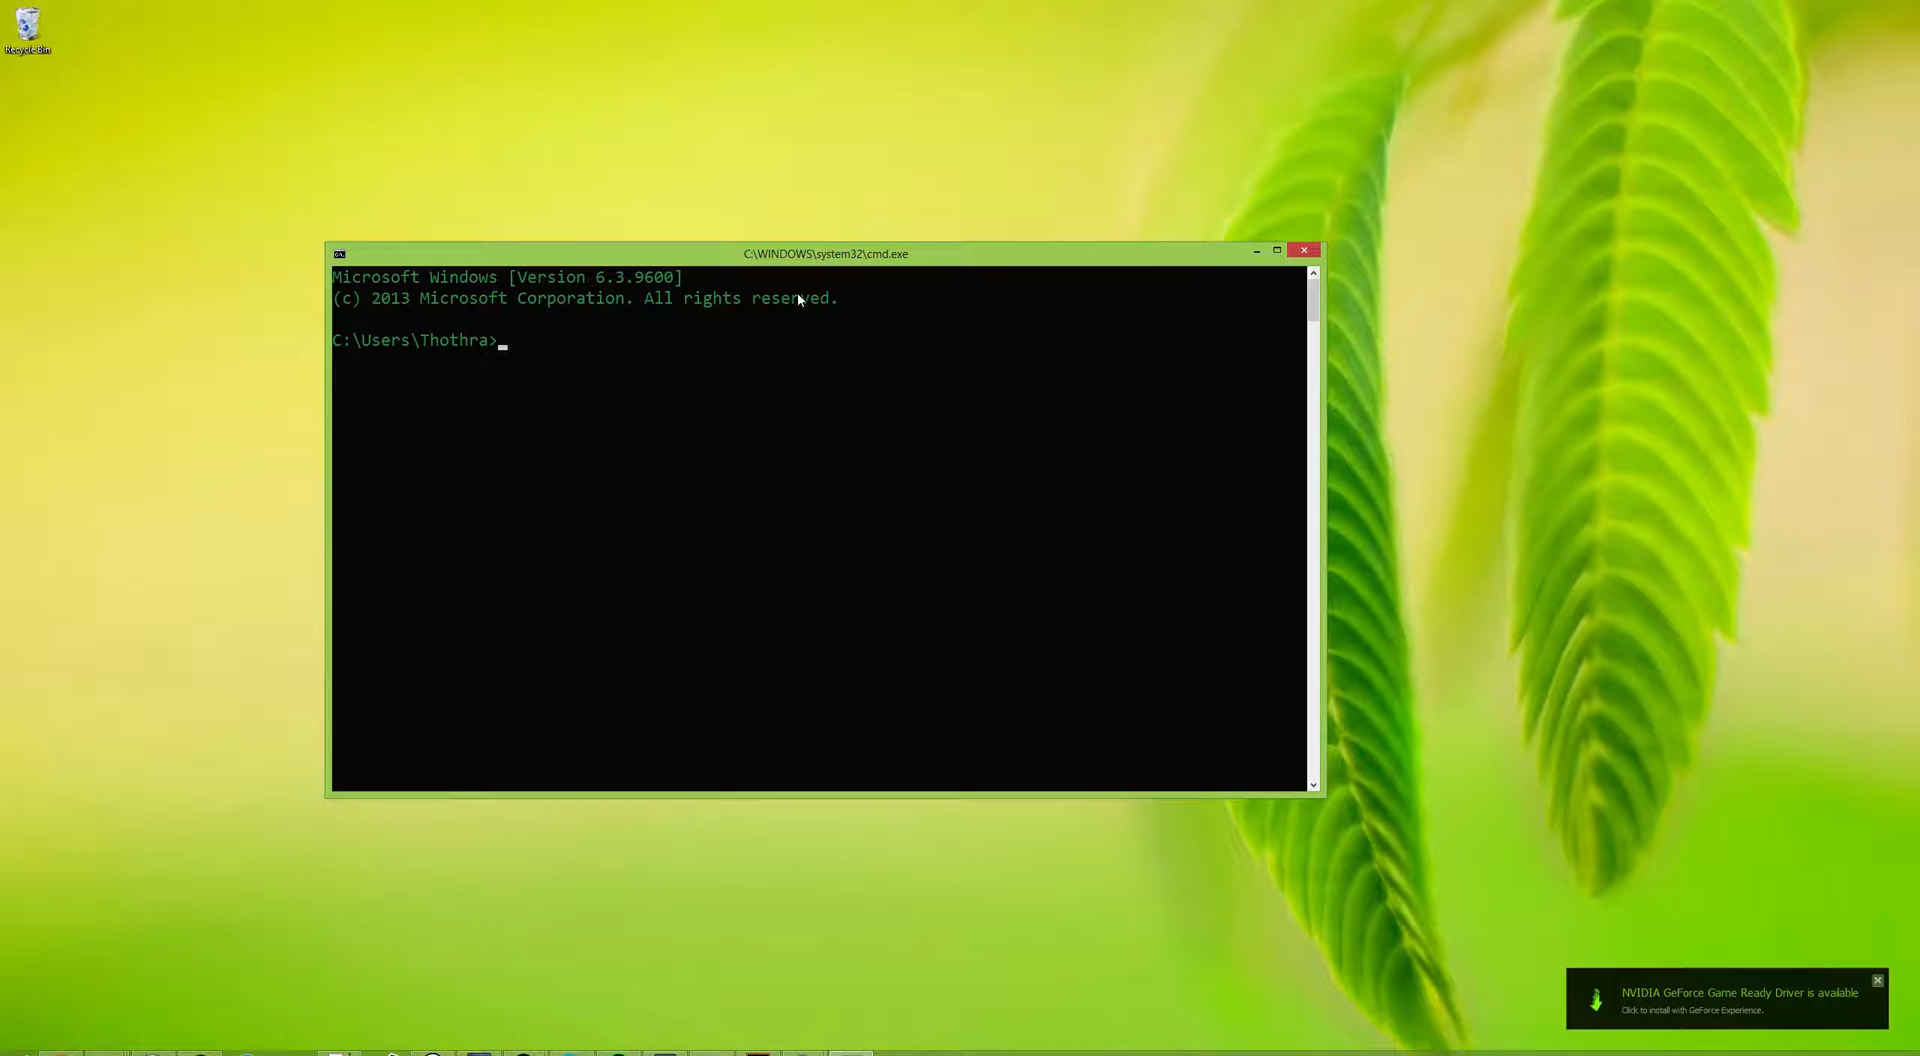 Recycle Bin
C:\WINDOWS\system32\cmd.exe
Microsoft Windows [Version 6.3.9600]
(c) 2013 Microsoft Corporation. All rights reserved.
C:\Users\Thothra>
NVIDIA GeForce Game Ready Driver is available
Click to install with GeForce Experience.